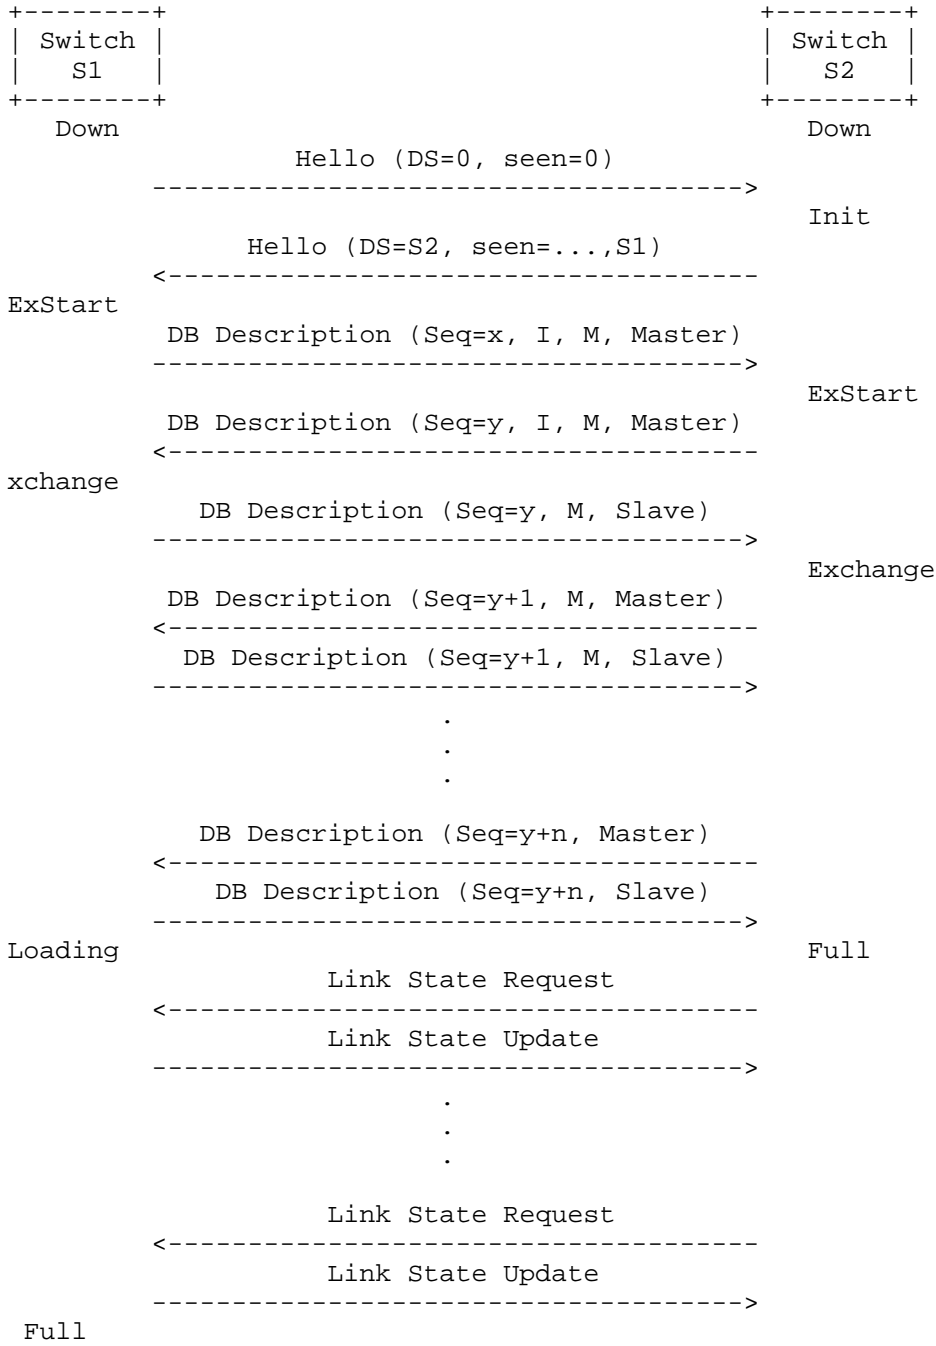 +--------+ +--------+
| Switch | | Switch |
| S1 | | S2 |
+--------+ +--------+
Down Down
Hello (DS=0, seen=0)
------------------------------------->
Init
Hello (DS=S2, seen=...,S1)
<-------------------------------------
ExStart
DB Description (Seq=x, I, M, Master)
------------------------------------->
ExStart
DB Description (Seq=y, I, M, Master)
<-------------------------------------
xchange
DB Description (Seq=y, M, Slave)
------------------------------------->
Exchange
DB Description (Seq=y+1, M, Master)
<-------------------------------------
DB Description (Seq=y+1, M, Slave)
------------------------------------->
.
.
.
DB Description (Seq=y+n, Master)
<-------------------------------------
DB Description (Seq=y+n, Slave)
------------------------------------->
Loading Full
Link State Request
<-------------------------------------
Link State Update
------------------------------------->
.
.
.
Link State Request
<-------------------------------------
Link State Update
------------------------------------->
Full